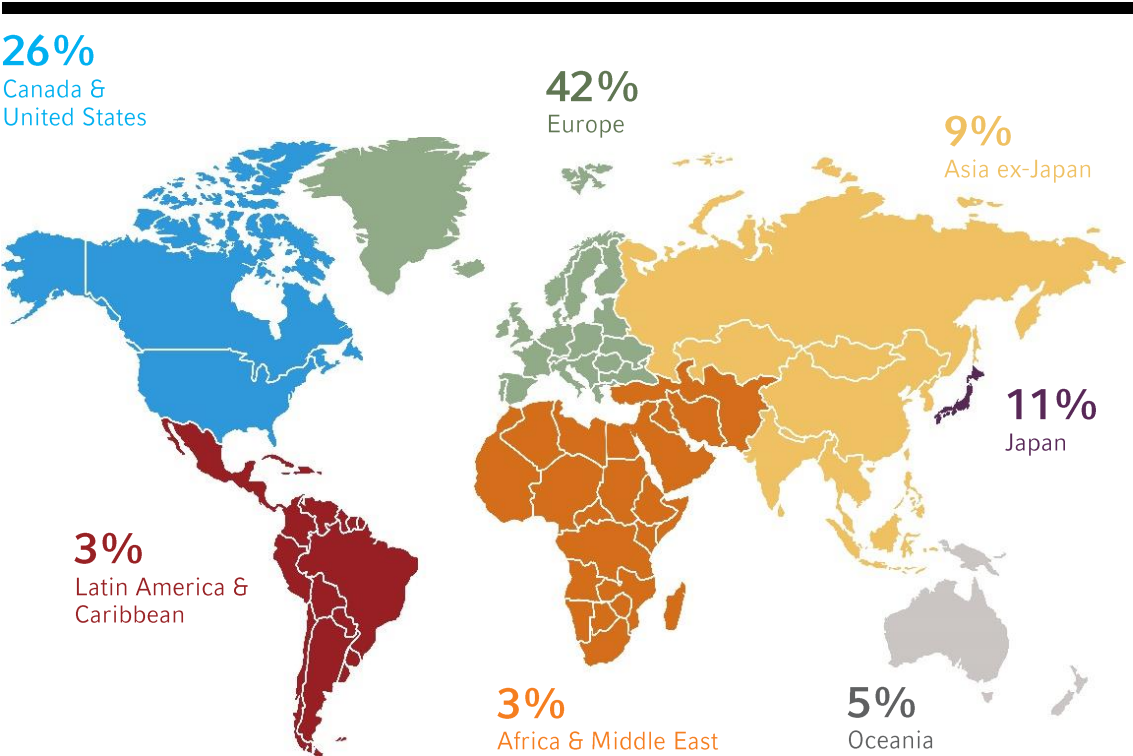 26%
Canada &
United States
42%
Europe
9%
Asia ex-Japan
11%
Japan
3%
Latin America &
Caribbean
3%
Africa & Middle East
5%
Oceania